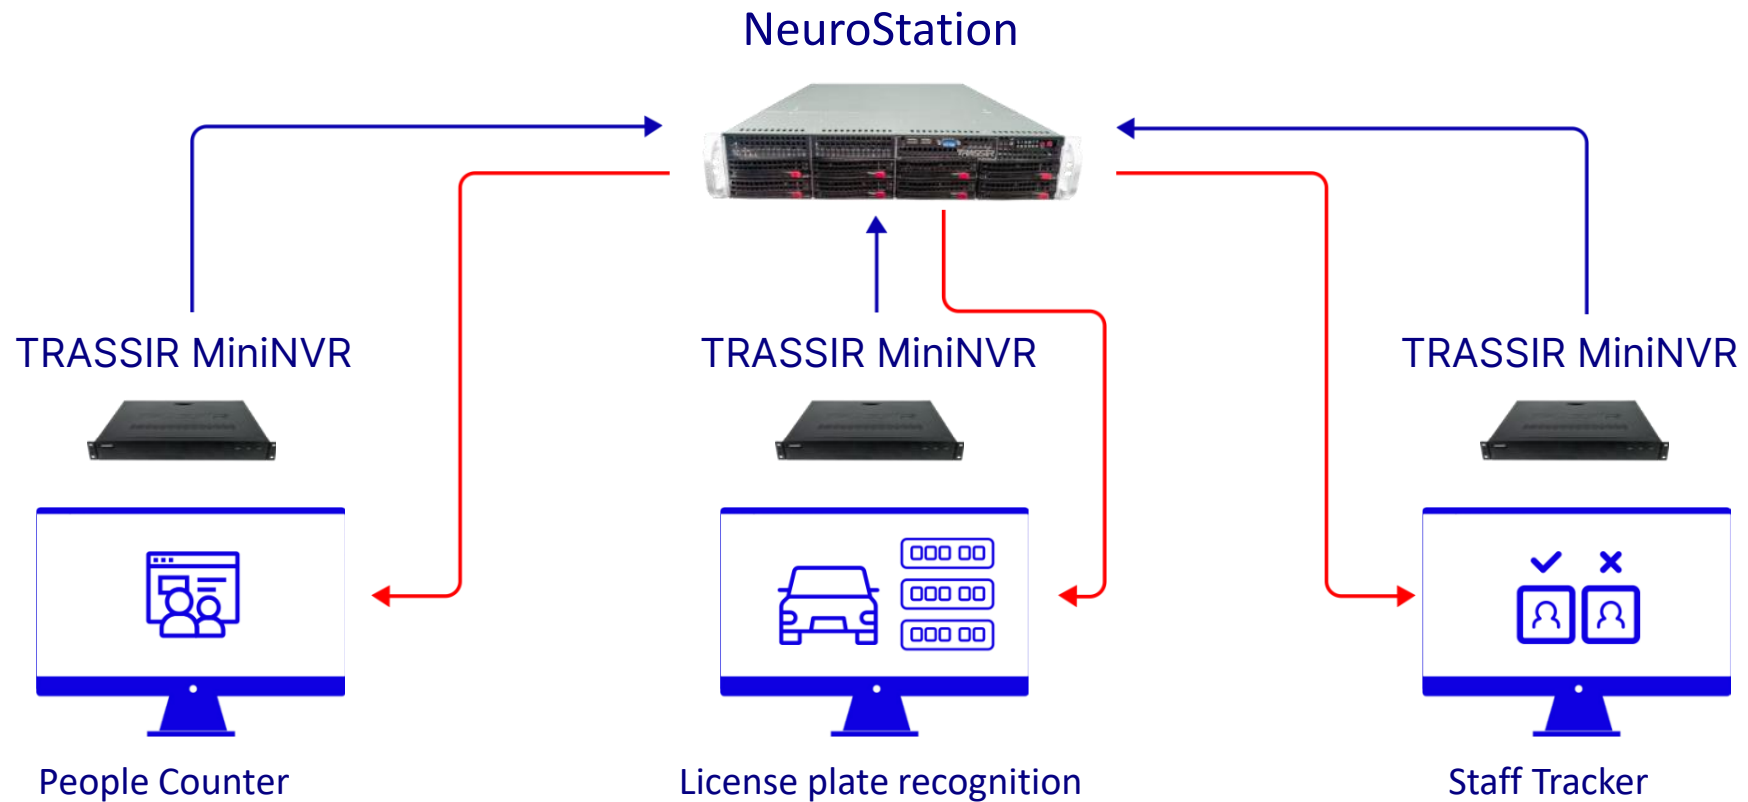 NeuroStation
TRASSIR MiniNVR
TRASSIR MiniNVR
TRASSIR MiniNVR
People Counter
License plate recognition
Staff Tracker